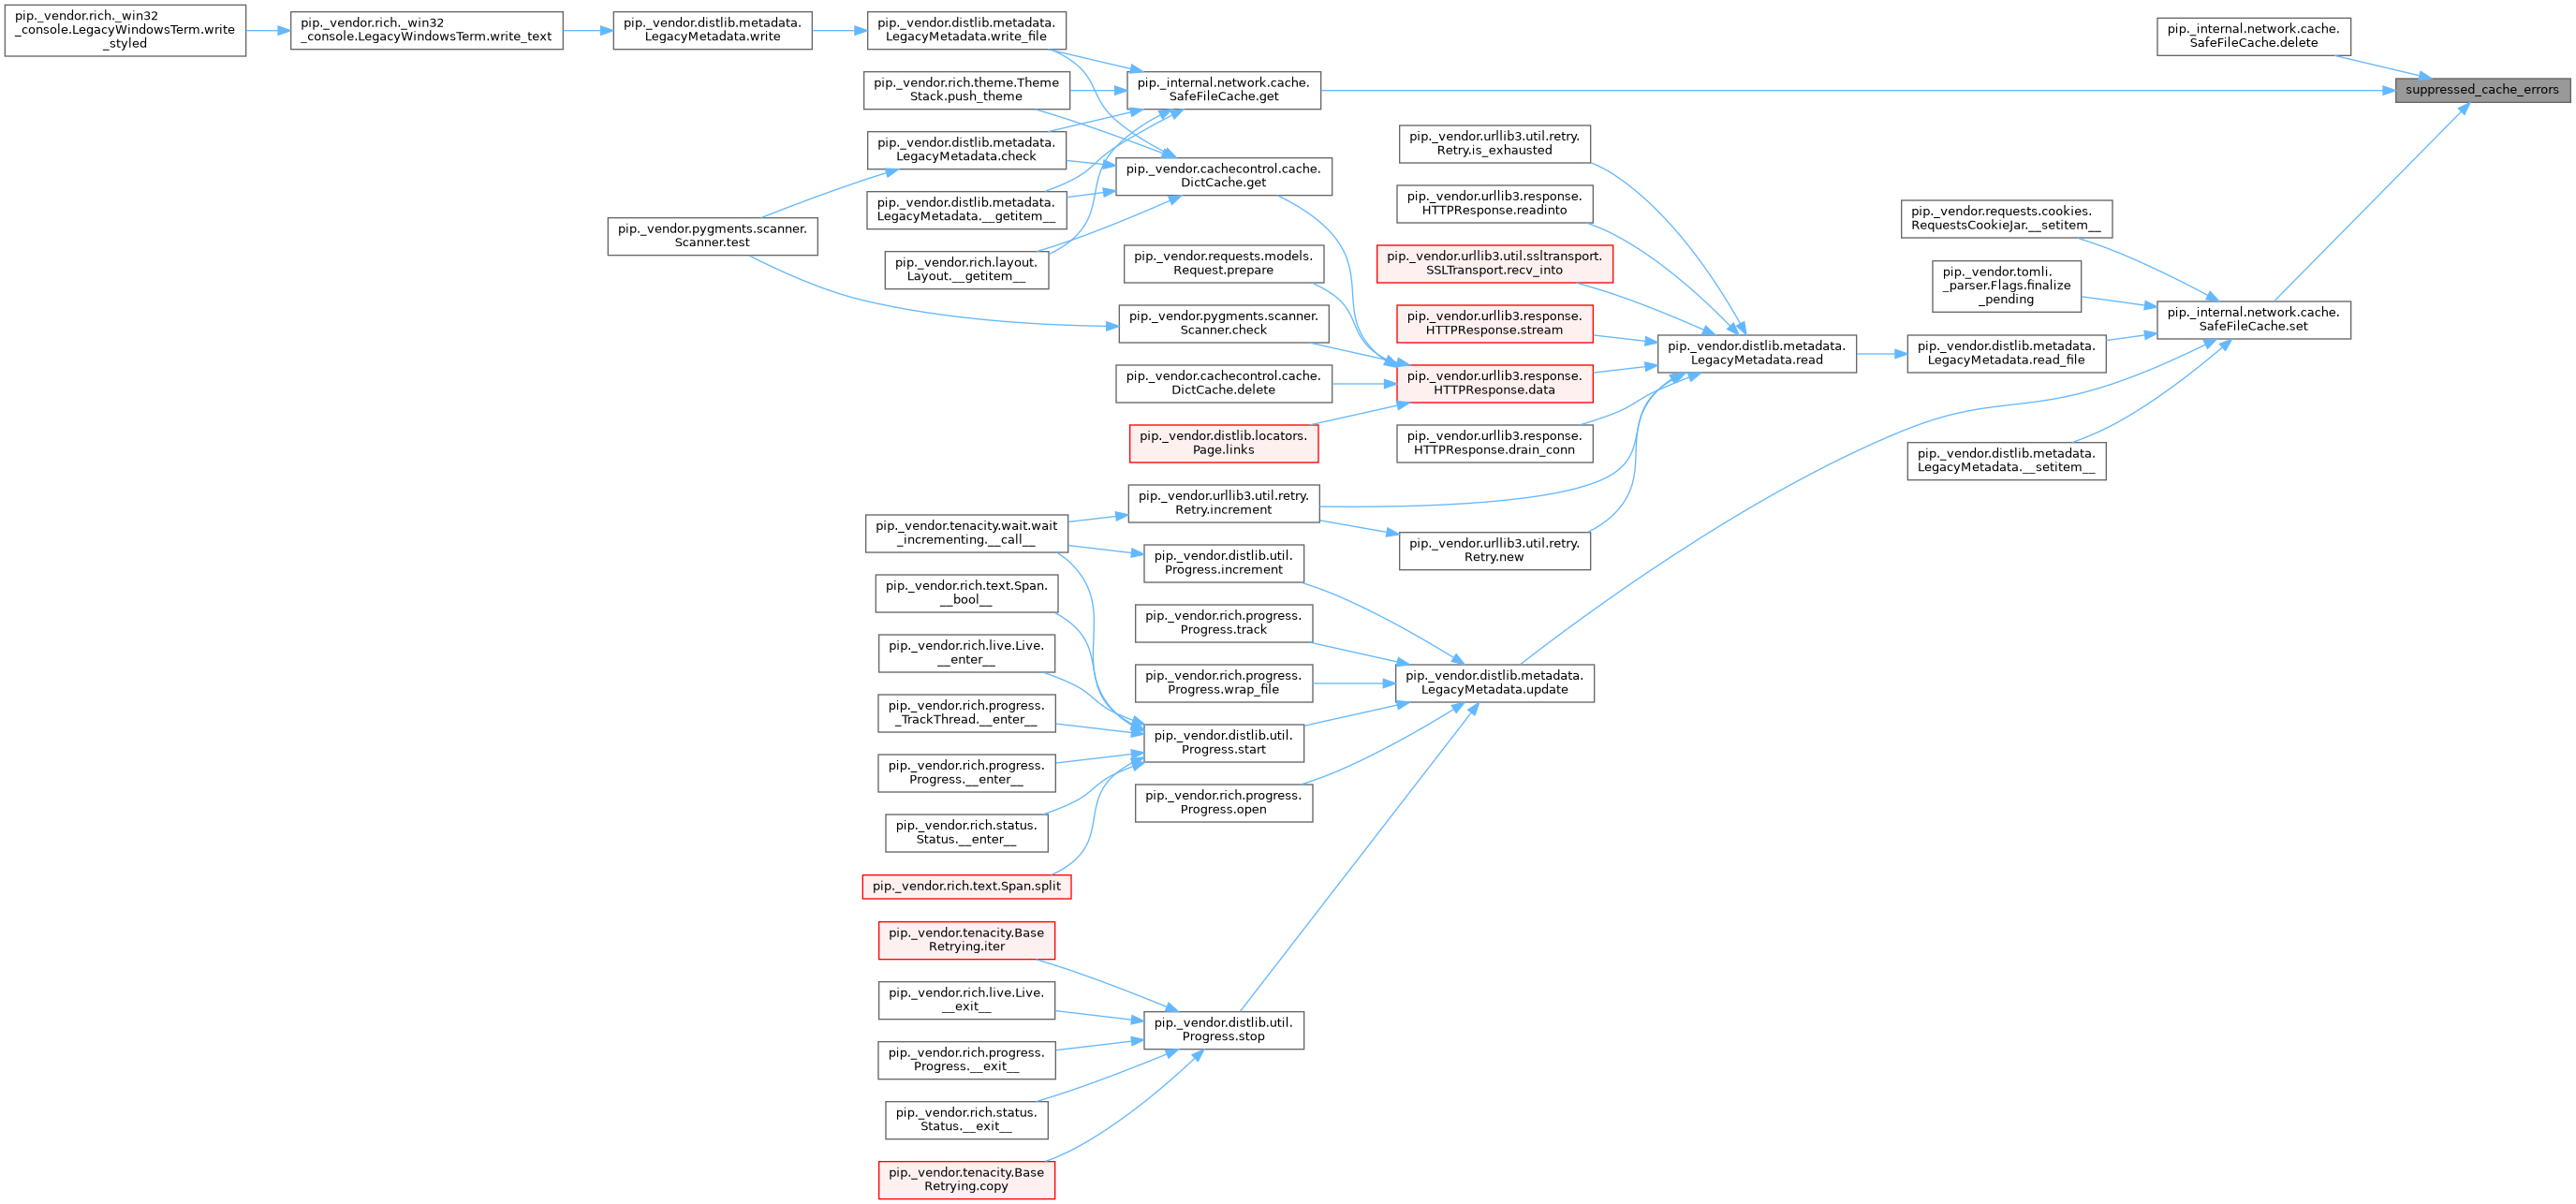 pip._vendor.rich._win32
_console.LegacyWindowsTerm.write
_styled
pip._vendor.rich._win32
_console.LegacyWindowsTerm.write_text
pip._vendor.distlib.metadata.
LegacyMetadata.write
pip._vendor.distlib.metadata.
LegacyMetadata.write_file
pip._internal.network.cache.
SafeFileCache.delete
pip._vendor.rich.theme.Theme
Stack.push_theme
pip._internal.network.cache.
SafeFileCache.get
suppressed_cache_errors
pip._vendor.distlib.metadata.
LegacyMetadata.check
pip._vendor.urllib3.util.retry.
Retry.is_exhausted
pip._vendor.cachecontrol.cache.
DictCache.get
pip._vendor.distlib.metadata.
LegacyMetadata.__getitem__
pip._vendor.urllib3.response.
HTTPResponse.readinto
pip._vendor.requests.cookies.
RequestsCookieJar.__setitem__
pip._vendor.pygments.scanner.
Scanner.test
pip._vendor.rich.layout.
Layout.__getitem__
pip._vendor.requests.models.
Request.prepare
pip._vendor.urllib3.util.ssltransport.
SSLTransport.recv_into
pip._vendor.tomli.
_parser.Flags.finalize
_pending
pip._vendor.pygments.scanner.
Scanner.check
pip._vendor.urllib3.response.
HTTPResponse.stream
pip._internal.network.cache.
SafeFileCache.set
pip._vendor.distlib.metadata.
LegacyMetadata.read
pip._vendor.distlib.metadata.
LegacyMetadata.read_file
pip._vendor.cachecontrol.cache.
DictCache.delete
pip._vendor.urllib3.response.
HTTPResponse.data
pip._vendor.distlib.locators.
Page.links
pip._vendor.urllib3.response.
HTTPResponse.drain_conn
pip._vendor.distlib.metadata.
LegacyMetadata.__setitem__
pip._vendor.urllib3.util.retry.
Retry.increment
pip._vendor.tenacity.wait.wait
_incrementing.__call__
pip._vendor.urllib3.util.retry.
Retry.new
pip._vendor.distlib.util.
Progress.increment
pip._vendor.rich.text.Span.
__bool__
pip._vendor.rich.progress.
Progress.track
pip._vendor.rich.live.Live.
__enter__
pip._vendor.rich.progress.
Progress.wrap_file
pip._vendor.distlib.metadata.
LegacyMetadata.update
pip._vendor.rich.progress.
_TrackThread.__enter__
pip._vendor.distlib.util.
Progress.start
pip._vendor.rich.progress.
Progress.__enter__
pip._vendor.rich.progress.
Progress.open
pip._vendor.rich.status.
Status.__enter__
pip._vendor.rich.text.Span.split
pip._vendor.tenacity.Base
Retrying.iter
pip._vendor.rich.live.Live.
__exit__
pip._vendor.distlib.util.
Progress.stop
pip._vendor.rich.progress.
Progress.__exit__
pip._vendor.rich.status.
Status.__exit__
pip._vendor.tenacity.Base
Retrying.copy